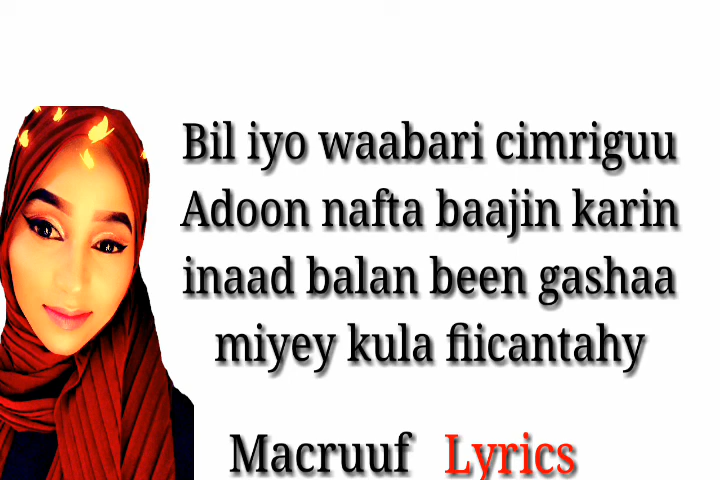 Bil iyo waabari cimriguu
Adoon nafta baajin karin
inaad balan been gashaa
miyey kula fiicantahy
Macruuf Lyrics